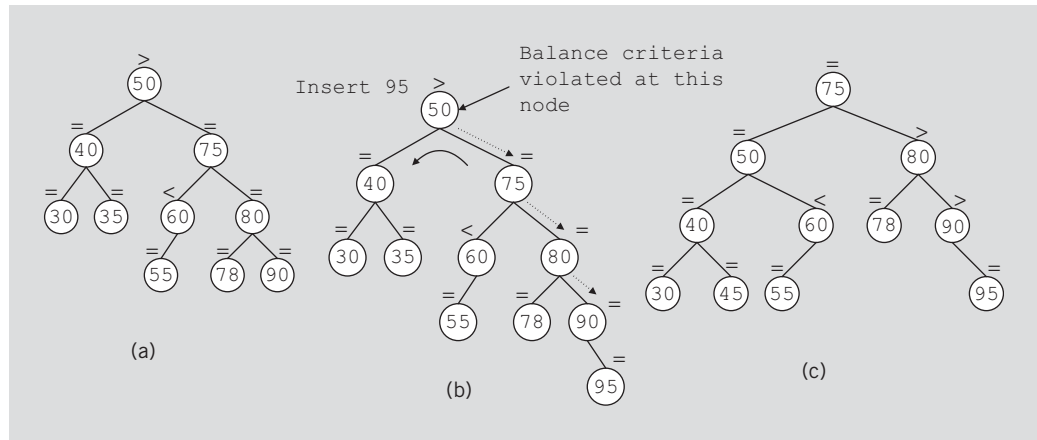 >
50
= =
40 75
= = < =
30 35 60 80
= = =
55 78 90
(a)
Insert 95
>
50
Balance criteria
violated at this
node
= =
40 75
= = < =
30 35 60 80
= = =
55 78 90
=
95
(b)
=
75
= >
50 80
= < = >
40 60 78 90
= = = =
30 45 55 95
(c)